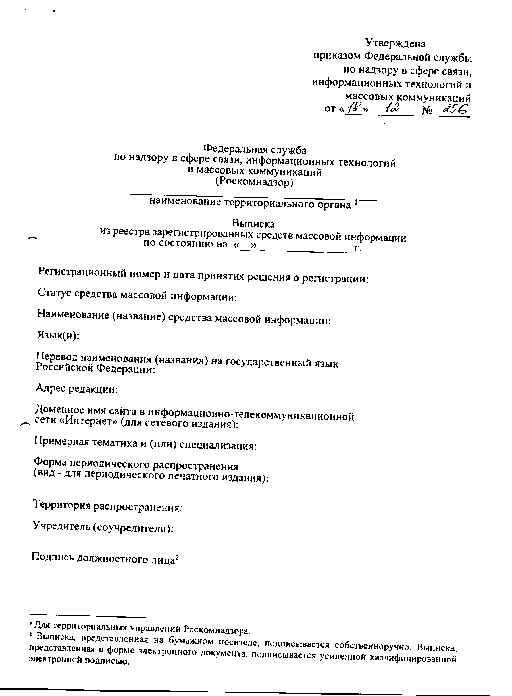 Утверждена
приказом Федеральной службы
по надзору в сфере связи,
информационных технологий и
массовых коммуникаций
от « » 12 № 256
Федеральная служба
по надзору в сфере связи, информационных технологий
и массовых коммуникаций
(Роскомнадзор)
наименование территориального органа ¹
Выписка
из реестра зарегистрированных средств массовой информации
по состоянию на «__» ______________ г.
Регистрационный номер и дата принятия решения о регистрации:
Статус средства массовой информации:
Наименование (название) средства массовой информации:
Язык(и):
Перевод наименования (названия) на государственный язык
Российской Федерации:
Адрес редакции:
Доменное имя сайта в информационно-телекоммуникационной
сети «Интернет» (для сетевого издания):
Примерная тематика и (или) специализация:
Форма периодического распространения
(вид - для периодического печатного издания):
Территория распространения:
Учредитель (соучредители):
Подпись должностного лица²
¹ Для территориальных управлений Роскомнадзора.
² Выписка, представленная на бумажном носителе, подписывается собственноручно. Выписка,
представленная в форме электронного документа, подписывается усиленной квалифицированной
электронной подписью.